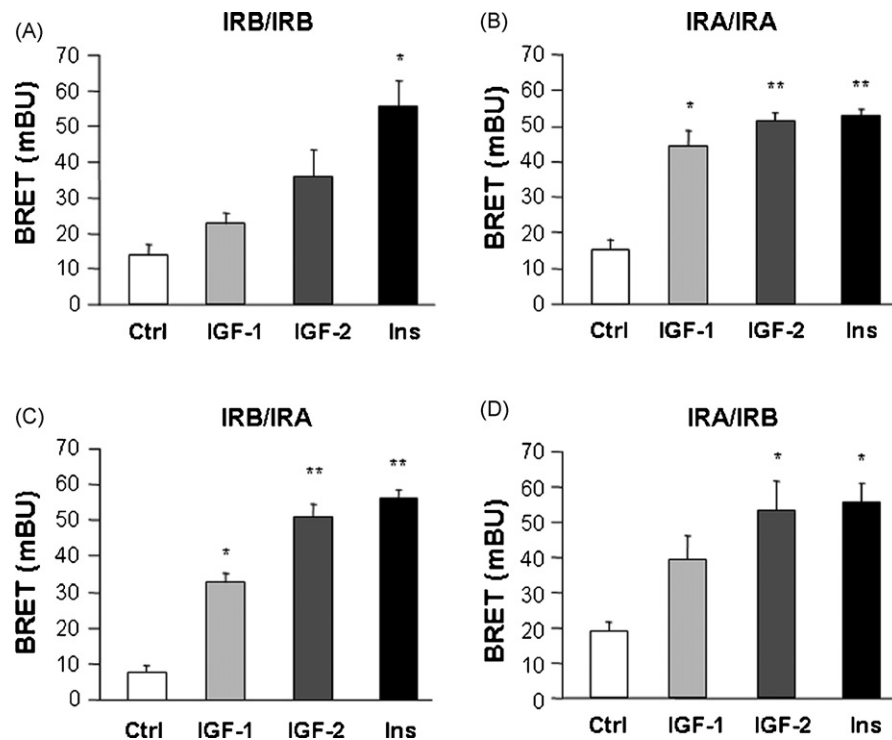 (A)
IRB/IRB
BRET (mBU)
70
60
50
40
30
20
10
0
*
Ctrl IGF-1 IGF-2 Ins
(B)
IRA/IRA
BRET (mBU)
70
60
50
40
30
20
10
0
* ** **
Ctrl IGF-1 IGF-2 Ins
(C)
IRB/IRA
BRET (mBU)
70
60
50
40
30
20
10
0
* ** **
Ctrl IGF-1 IGF-2 Ins
(D)
IRA/IRB
BRET (mBU)
70
60
50
40
30
20
10
0
* *
Ctrl IGF-1 IGF-2 Ins